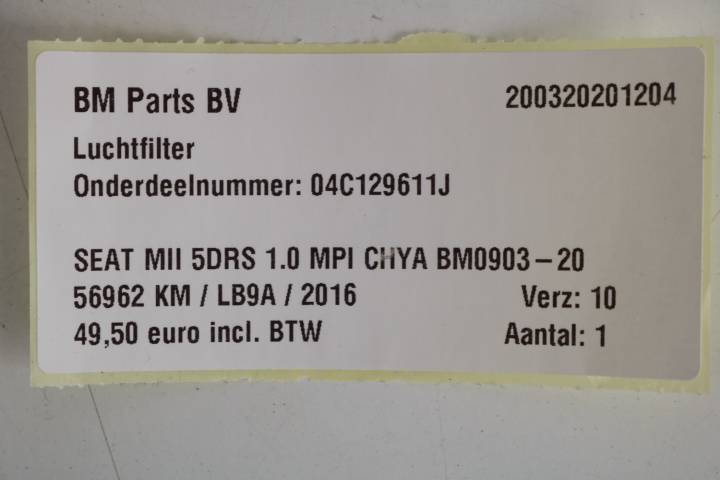 BM Parts BV 200320201204
Luchtfilter
Onderdeelnummer: 04C129611J
SEAT MII 5DRS 1.0 MPI CHYA BM0903-20
56962 KM / LB9A / 2016 Verz: 10
49,50 euro incl. BTW Aantal: 1